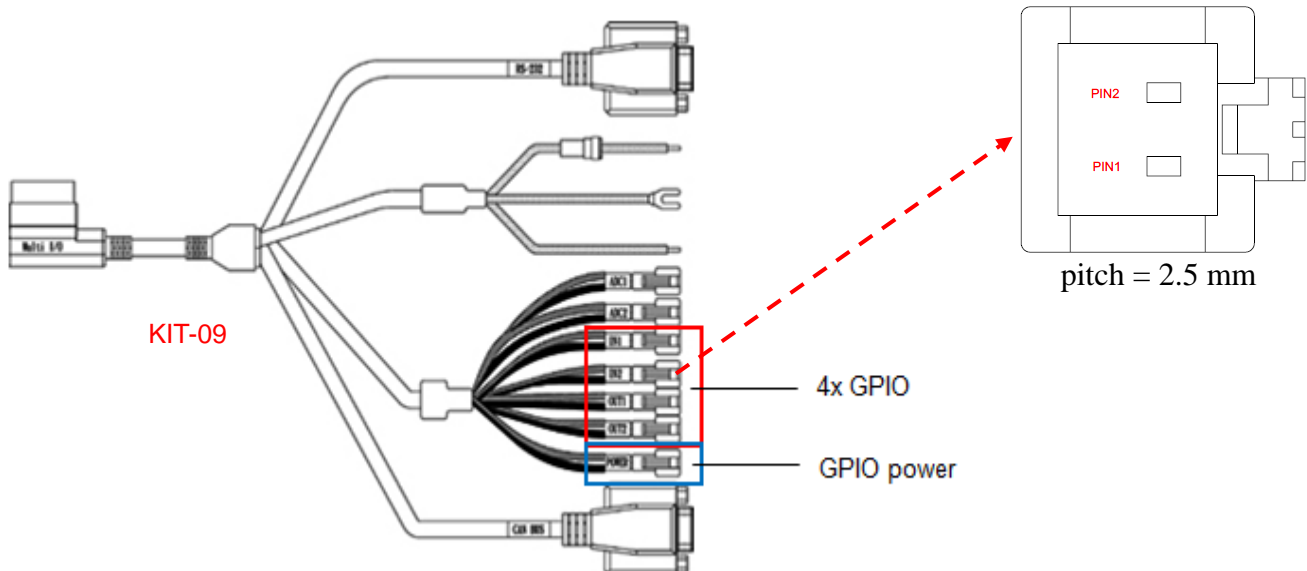 RS-232
PIN2
PIN1
pitch = 2.5 mm
Multi I/O
KIT-09
ADC1
ADC2
IN1
IN2
OUT1
OUT2
POWER
4x GPIO
GPIO power
CAN BUS